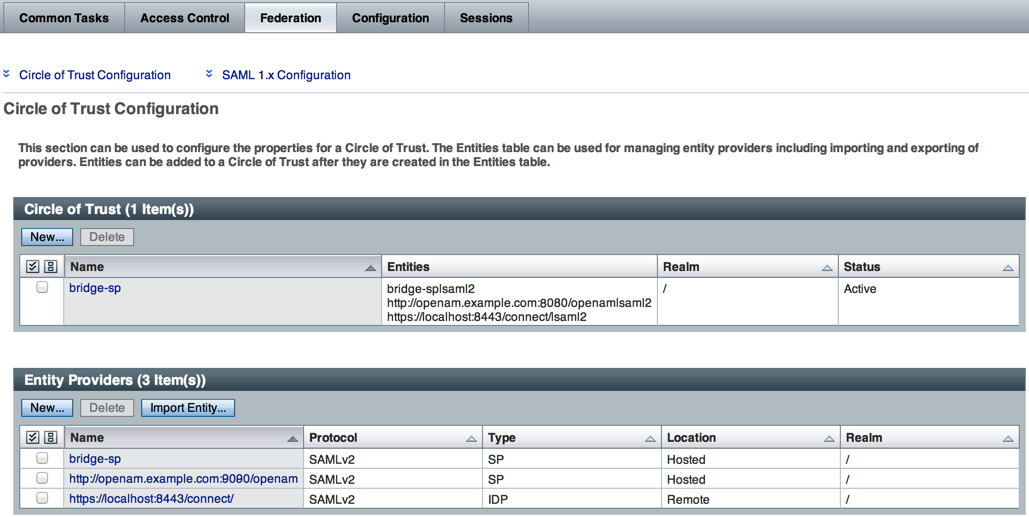 Common Tasks Access Control Federation Configuration Sessions
Circle of Trust Configuration SAML 1.x Configuration
Circle of Trust Configuration
This section can be used to configure the properties for a Circle of Trust. The Entities table can be used for managing entity providers including importing and exporting of
providers. Entities can be added to a Circle of Trust after they are created in the Entities table.
Circle of Trust (1 Item(s))
New... Delete
Name Entities Realm Status
bridge-sp bridge-splsaml2 / Active
http://openam.example.com:8080/openamlsaml2
https://localhost:8443/connect/lsaml2
Entity Providers (3 Item(s))
New... Delete Import Entity...
Name Protocol Type Location Realm
bridge-sp SAMLv2 SP Hosted /
http://openam.example.com:9090/openam SAMLv2 SP Hosted /
https://localhost:8443/connect/ SAMLv2 IDP Remote /